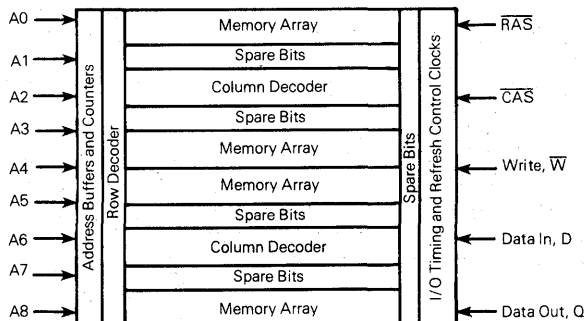 A0
A1
A2
A3
A4
A5
A6
A7
A8
Address Buffers and Counters
Row Decoder
Memory Array
Spare Bits
Column Decoder
Spare Bits
Memory Array
Memory Array
Spare Bits
Column Decoder
Spare Bits
Memory Array
Spare Bits
I/O Timing and Refresh Control Clocks
R̅A̅S̅
C̅A̅S̅
Write, W̅
Data In, D
Data Out, Q